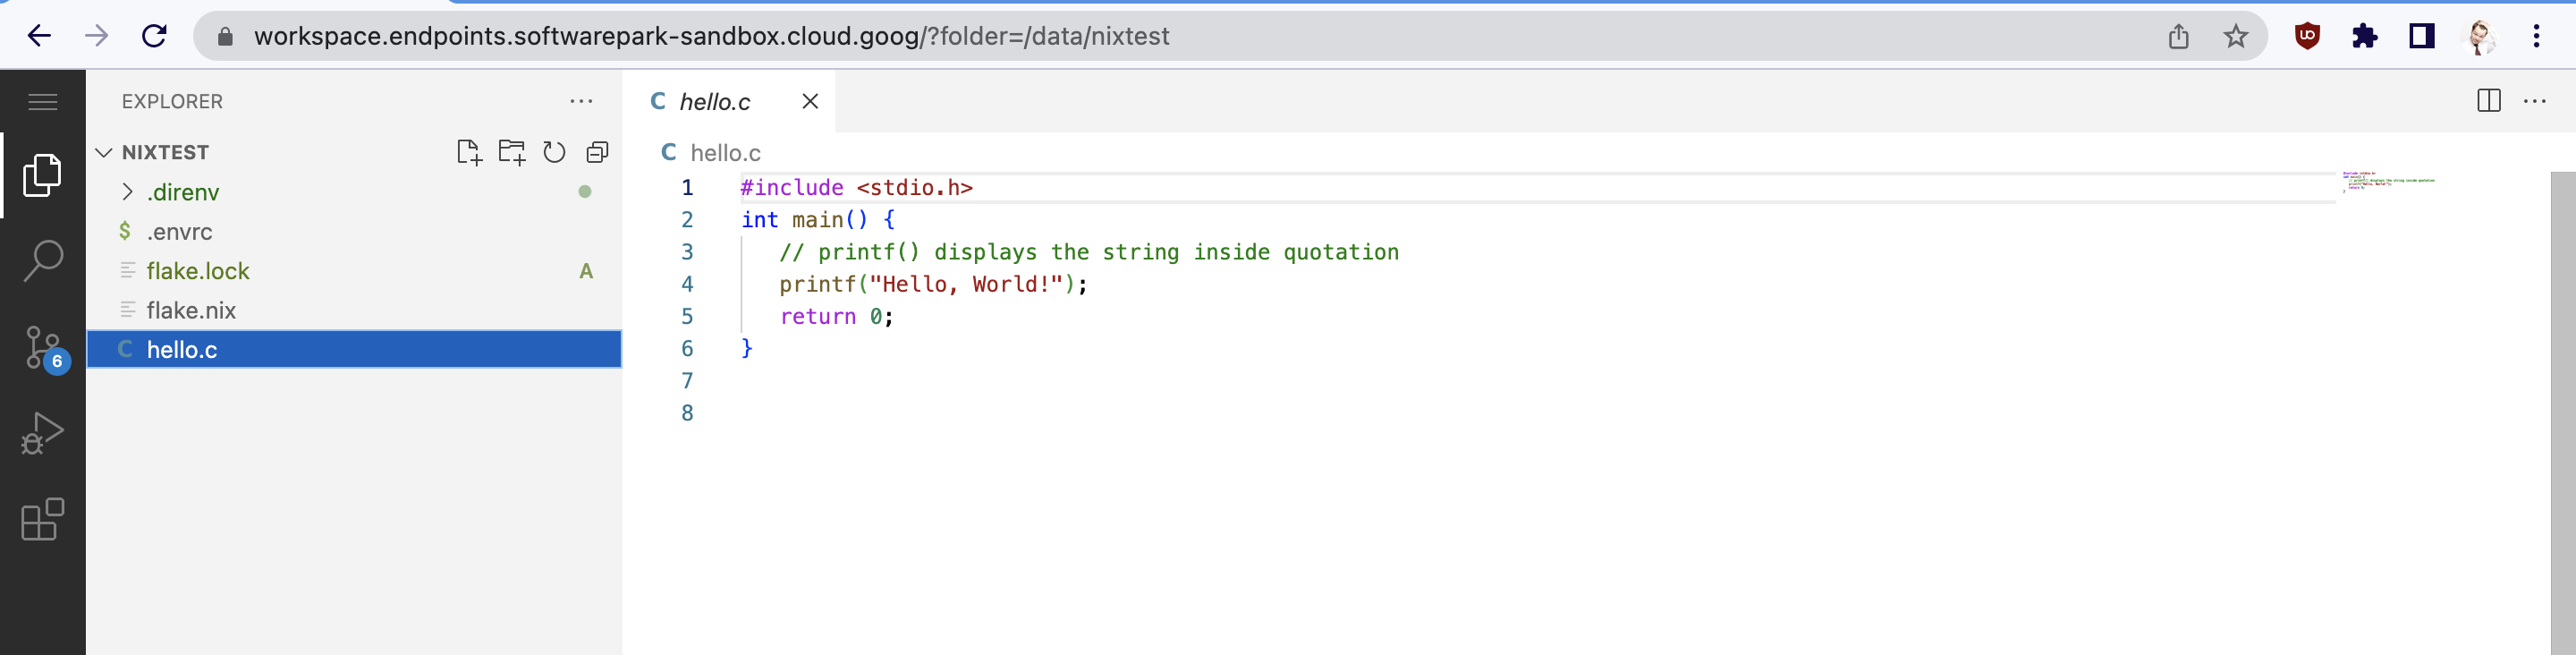 workspace.endpoints.softwarepark-sandbox.cloud.goog/?folder=/data/nixtest
EXPLORER
NIXTEST
.direnv
$ .envrc
flake.lock A
flake.nix
C hello.c
6
C hello.c
C hello.c
1 #include <stdio.h>
2 int main() {
3 // printf() displays the string inside quotation
4 printf("Hello, World!");
5 return 0;
6 }
7
8